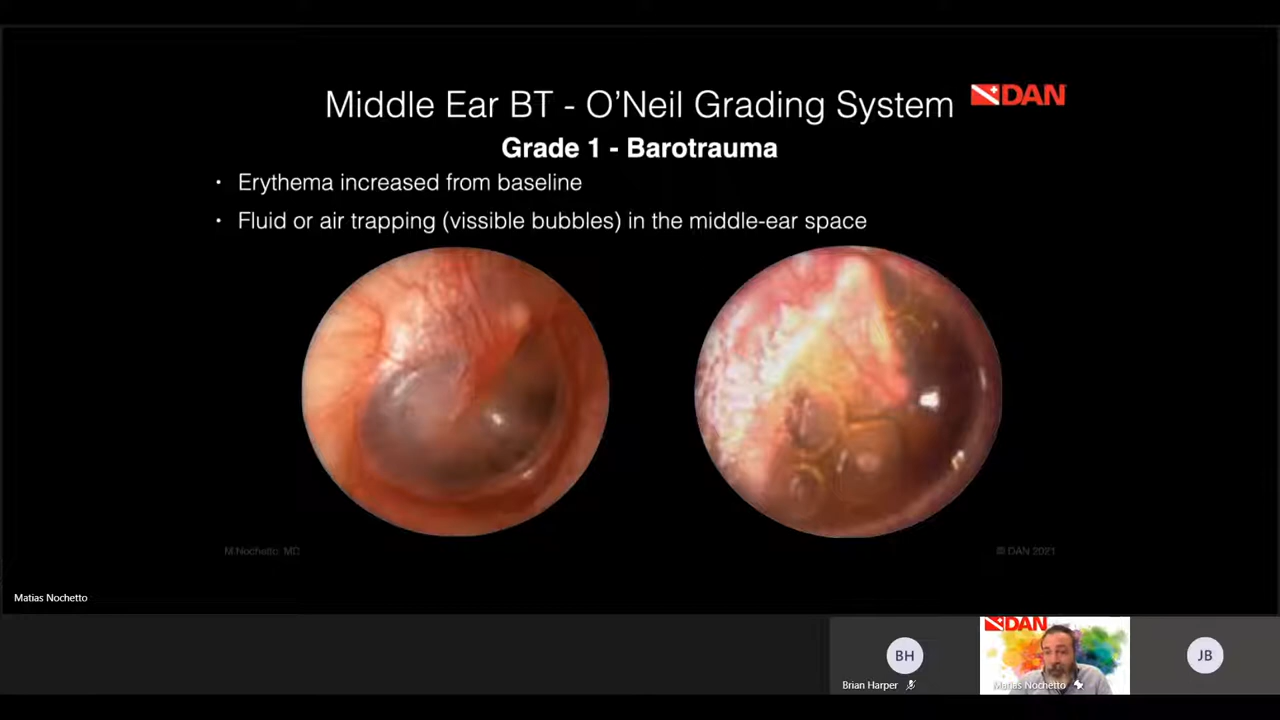 Middle Ear BT - O'Neil Grading System
DAN
Grade 1 - Barotrauma
• Erythema increased from baseline
• Fluid or air trapping (vissible bubbles) in the middle-ear space
M Nochetto, MD
© DAN 2021
Matias Nochetto
DAN
BH
JB
Brian Harper
Matias Nochetto